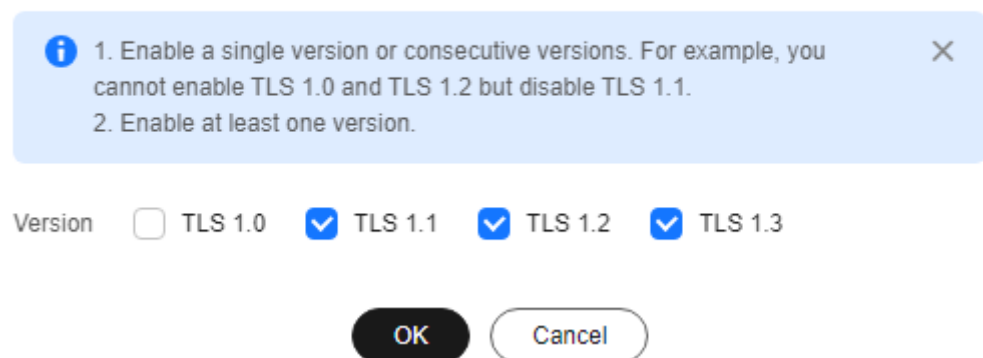 1. Enable a single version or consecutive versions. For example, you
cannot enable TLS 1.0 and TLS 1.2 but disable TLS 1.1.
2. Enable at least one version.
Version TLS 1.0 TLS 1.1 TLS 1.2 TLS 1.3
OK Cancel